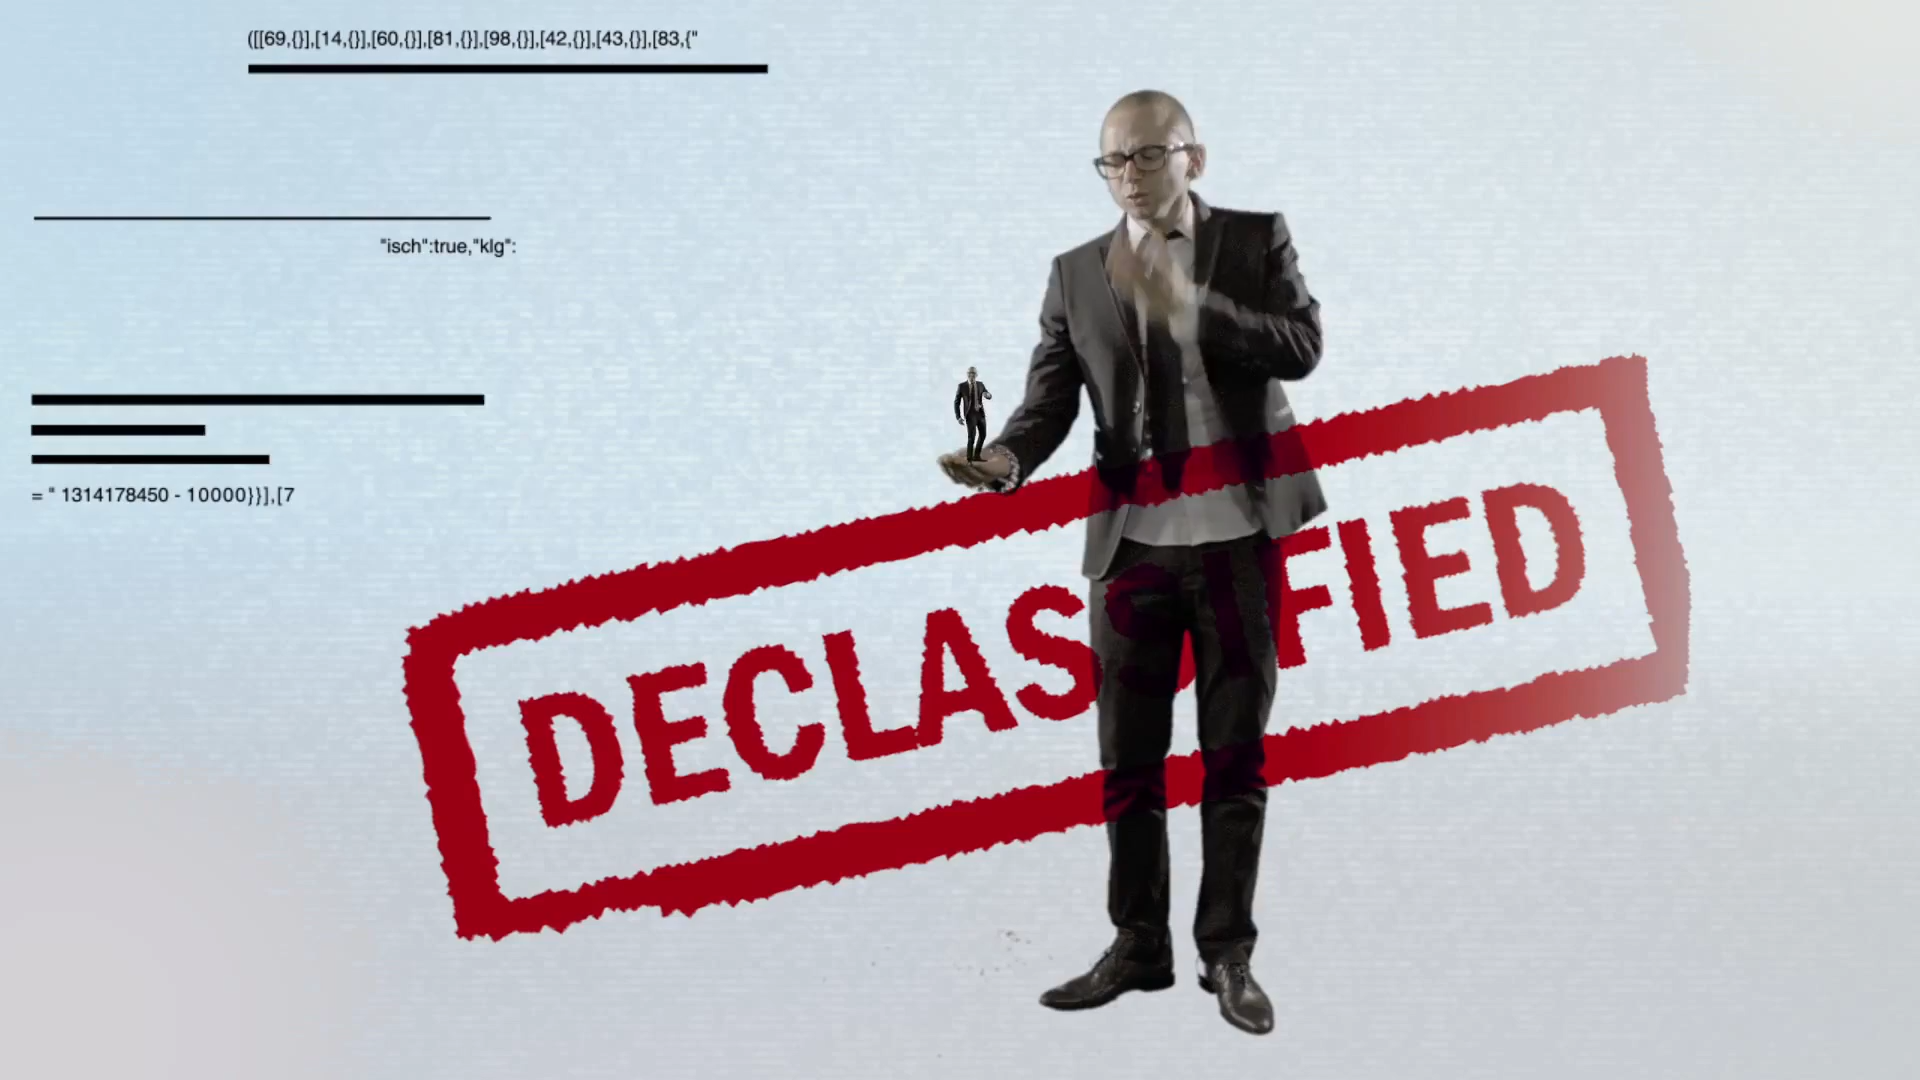 ([[69,{}],[14,{}],[60,{}],[81,{}],[98,{}],[42,{}],[43,{}],[83,{"
"isch":true,"klg":
= " 1314178450 - 10000}}],[7
DECLASSIFIED